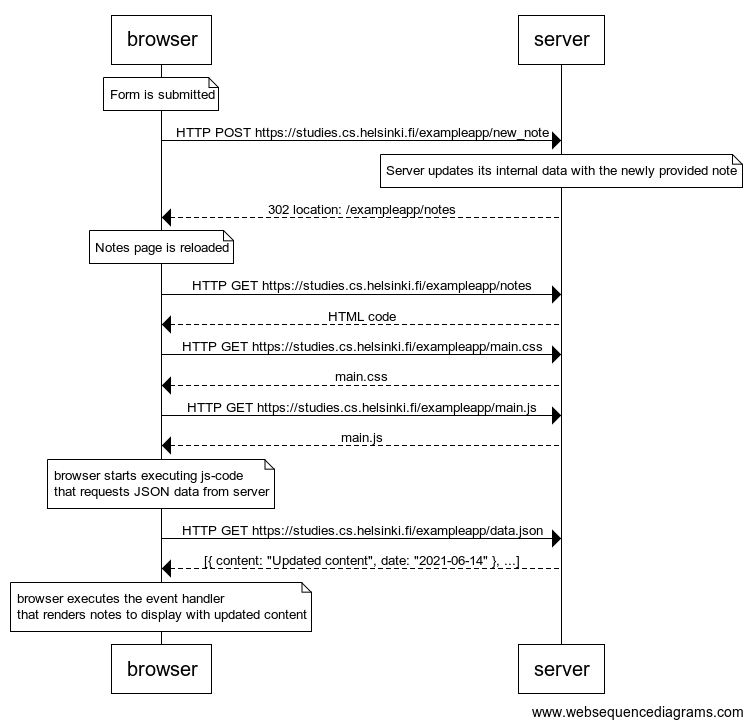 browser
server
Form is submitted
HTTP POST https://studies.cs.helsinki.fi/exampleapp/new_note
Server updates its internal data with the newly provided note
302 location: /exampleapp/notes
Notes page is reloaded
HTTP GET https://studies.cs.helsinki.fi/exampleapp/notes
HTML code
HTTP GET https://studies.cs.helsinki.fi/exampleapp/main.css
main.css
HTTP GET https://studies.cs.helsinki.fi/exampleapp/main.js
main.js
browser starts executing js-code
that requests JSON data from server
HTTP GET https://studies.cs.helsinki.fi/exampleapp/data.json
[{ content: "Updated content", date: "2021-06-14" }, ...]
browser executes the event handler
that renders notes to display with updated content
browser
server
www.websequencediagrams.com